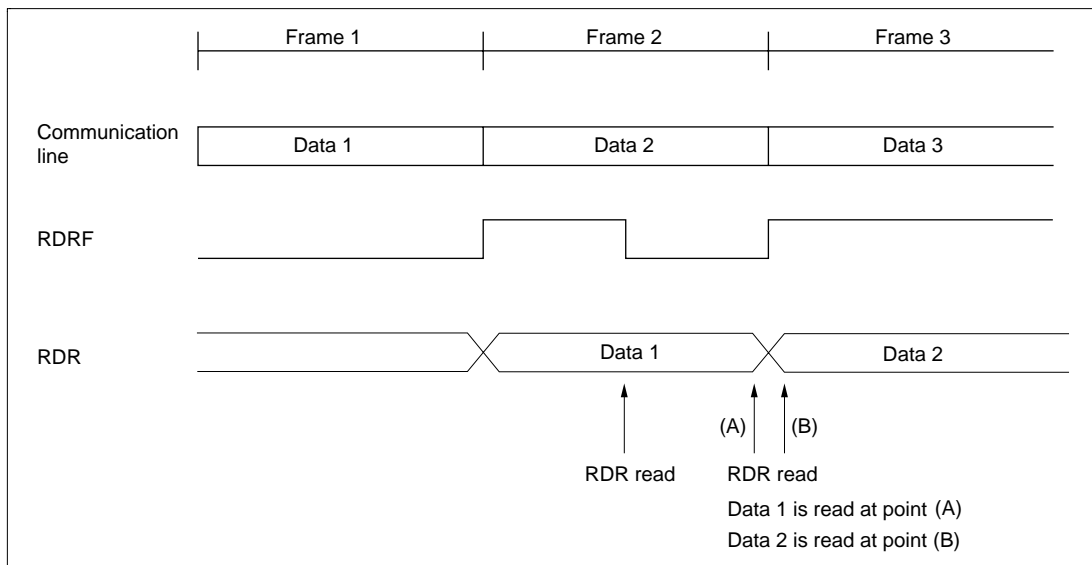 Frame 1 Frame 2 Frame 3
Communication
line
Data 1 Data 2 Data 3
RDRF
RDR
Data 1 Data 2
(A) (B)
RDR read RDR read
Data 1 is read at point (A)
Data 2 is read at point (B)